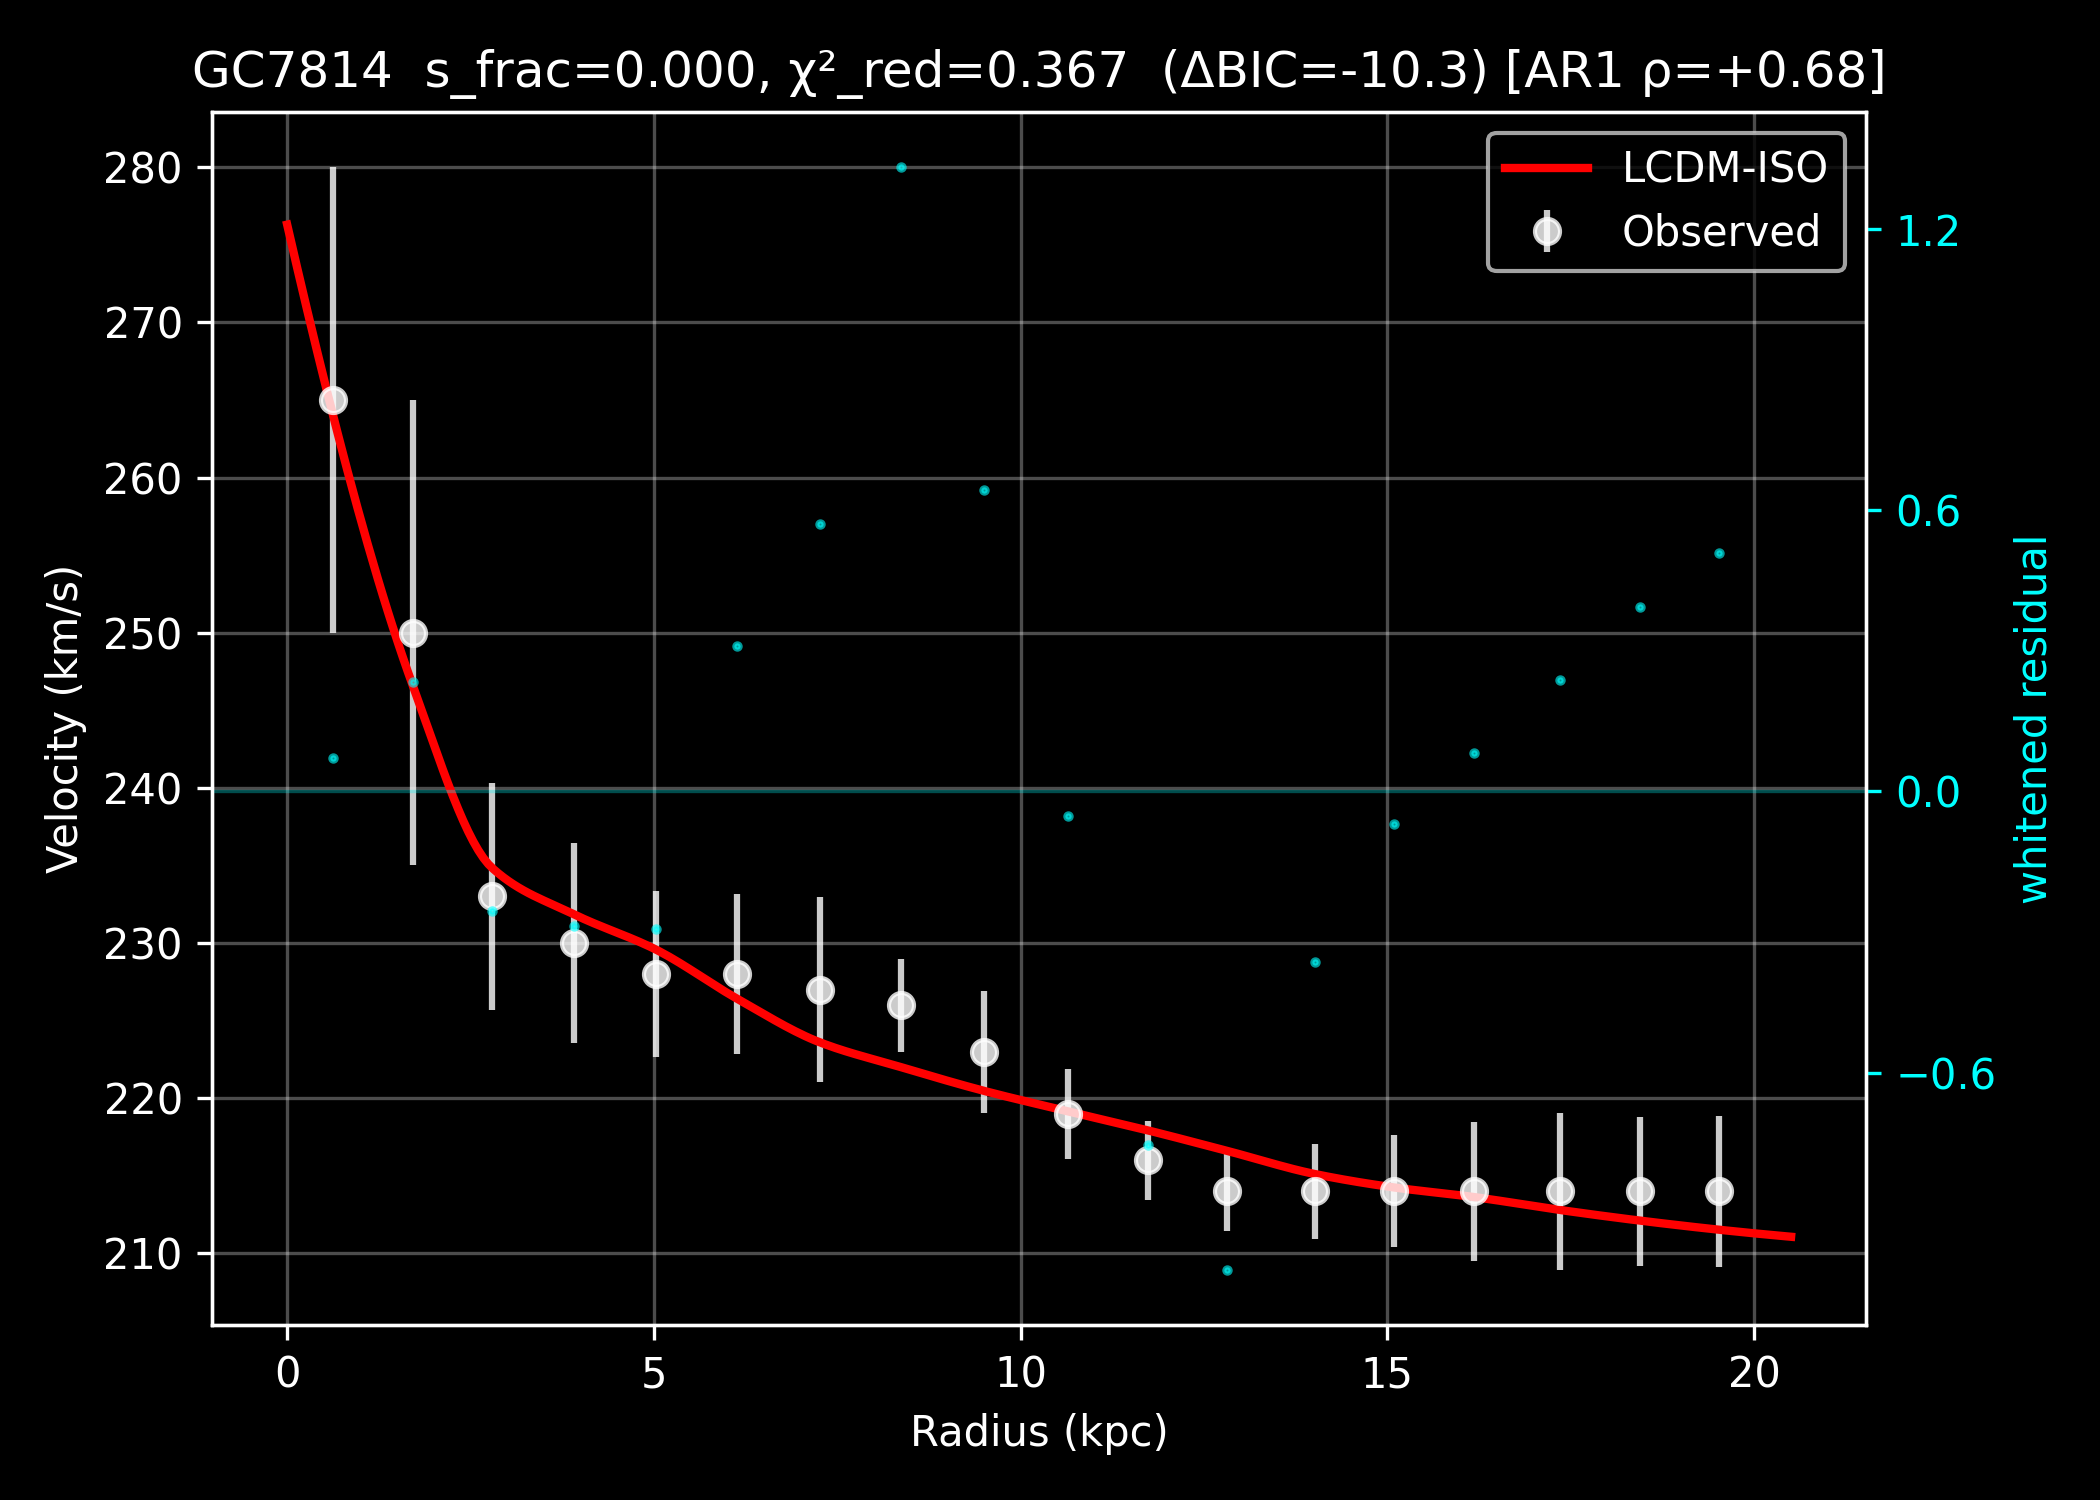 GC7814 s_frac=0.000, χ²_red=0.367 (ΔBIC=-10.3) [AR1 ρ=+0.68]
LCDM-ISO
Observed
280
270
260
250
240
230
220
210
Velocity (km/s)
1.2
0.6
0.0
−0.6
whitened residual
0
5
10
15
20
Radius (kpc)